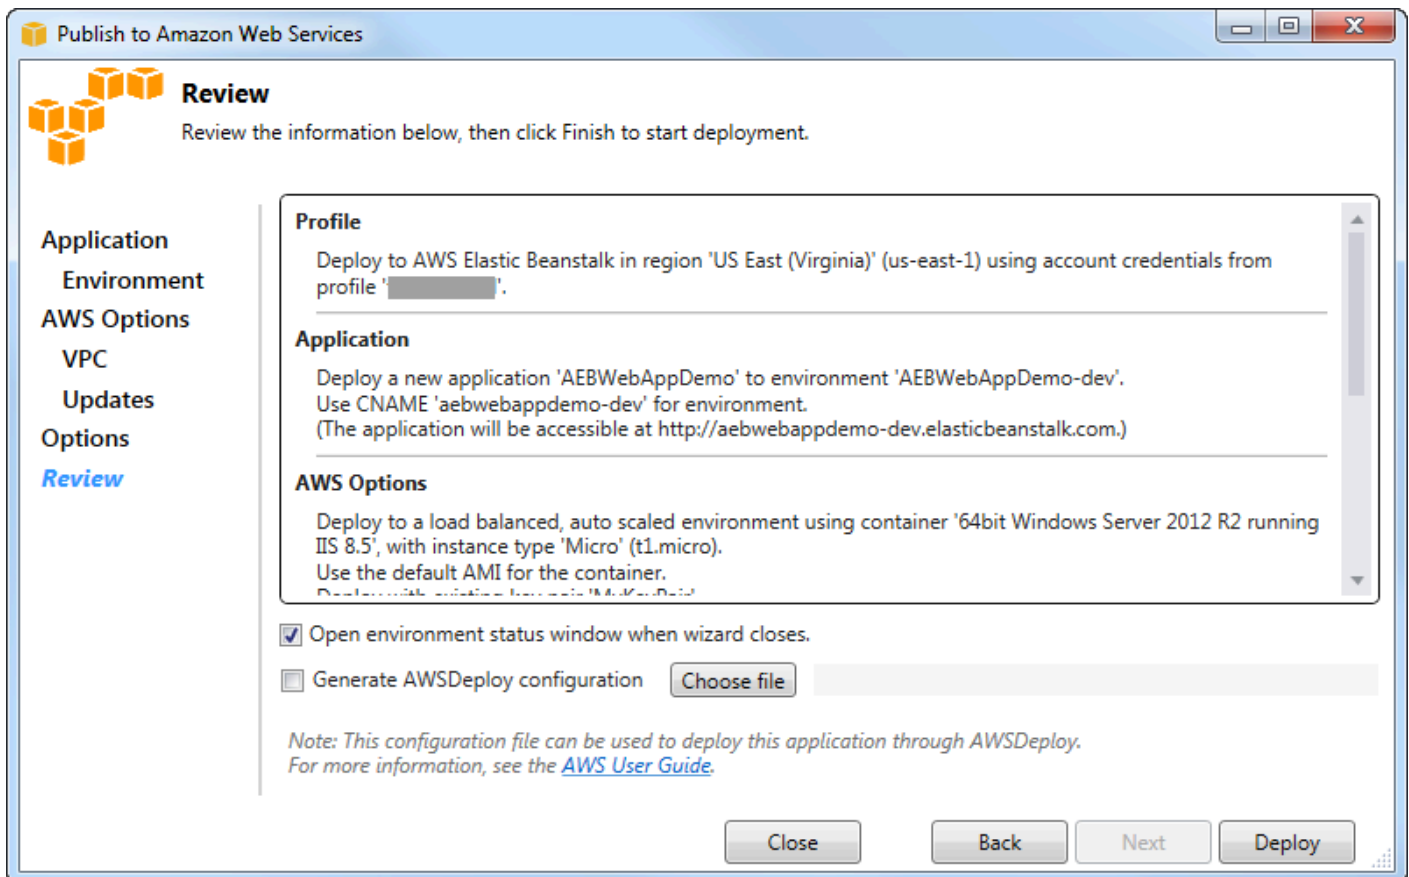 Publish to Amazon Web Services
Review
Review the information below, then click Finish to start deployment.
Application
Environment
AWS Options
VPC
Updates
Options
Review
Profile
Deploy to AWS Elastic Beanstalk in region 'US East (Virginia)' (us-east-1) using account credentials from
profile ' '.
Application
Deploy a new application 'AEBWebAppDemo' to environment 'AEBWebAppDemo-dev'.
Use CNAME 'aebwebappdemo-dev' for environment.
(The application will be accessible at http://aebwebappdemo-dev.elasticbeanstalk.com.)
AWS Options
Deploy to a load balanced, auto scaled environment using container '64bit Windows Server 2012 R2 running
IIS 8.5', with instance type 'Micro' (t1.micro).
Use the default AMI for the container.
Deploy with existing key pair 'MyKeyPair'
Open environment status window when wizard closes.
Generate AWSDeploy configuration
Choose file
Note: This configuration file can be used to deploy this application through AWSDeploy.
For more information, see the AWS User Guide.
Close
Back
Next
Deploy